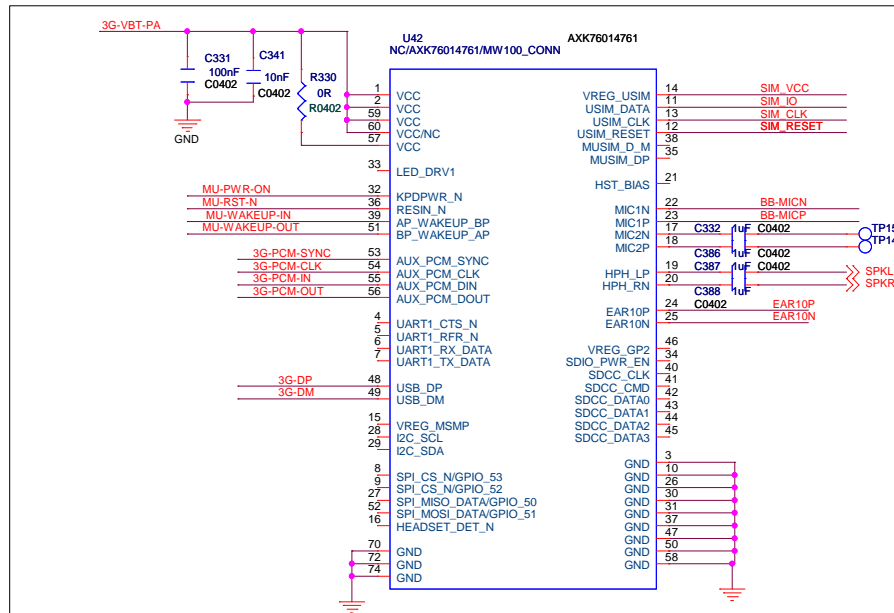 3G-VBT-PA
U42
NC/AXK76014761/MW100_CONN
AXK76014761
C331
100nF
C0402
C341
10nF
C0402
R330
0R
R0402
GND
1
VCC
2
VCC
59
VCC
60
VCC/NC
57
VCC
33
LED_DRV1
MU-PWR-ON
32
KPDPWR_N
MU-RST-N
36
RESIN_N
MU-WAKEUP-IN
39
AP_WAKEUP_BP
MU-WAKEUP-OUT
51
BP_WAKEUP_AP
3G-PCM-SYNC
53
AUX_PCM_SYNC
3G-PCM-CLK
54
AUX_PCM_CLK
3G-PCM-IN
55
AUX_PCM_DIN
3G-PCM-OUT
56
AUX_PCM_DOUT
4
UART1_CTS_N
5
UART1_RFR_N
6
UART1_RX_DATA
7
UART1_TX_DATA
3G-DP
48
USB_DP
3G-DM
49
USB_DM
15
VREG_MSMP
28
I2C_SCL
29
I2C_SDA
8
SPI_CS_N/GPIO_53
9
SPI_CS_N/GPIO_52
27
SPI_MISO_DATA/GPIO_50
52
SPI_MOSI_DATA/GPIO_51
16
HEADSET_DET_N
70
GND
72
GND
74
GND
VREG_USIM
14
SIM_VCC
USIM_DATA
11
SIM_IO
USIM_CLK
13
SIM_CLK
USIM_RESET
12
SIM_RESET
MUSIM_D_M
38
MUSIM_DP
35
HST_BIAS
21
MIC1N
22
BB-MICN
MIC1P
23
BB-MICP
MIC2N
17
C332
1uF
C0402
TP15
MIC2P
18
C386
1uF
C0402
TP14
HPH_LP
19
C387
1uF
C0402
SPKL
HPH_RN
20
C388
1uF
C0402
SPKR
EAR10P
24
EAR10P
EAR10N
25
EAR10N
VREG_GP2
46
SDIO_PWR_EN
34
SDCC_CLK
40
SDCC_CMD
41
SDCC_DATA0
42
SDCC_DATA1
43
SDCC_DATA2
44
SDCC_DATA3
45
GND
3
GND
10
GND
26
GND
30
GND
31
GND
37
GND
47
GND
50
GND
58